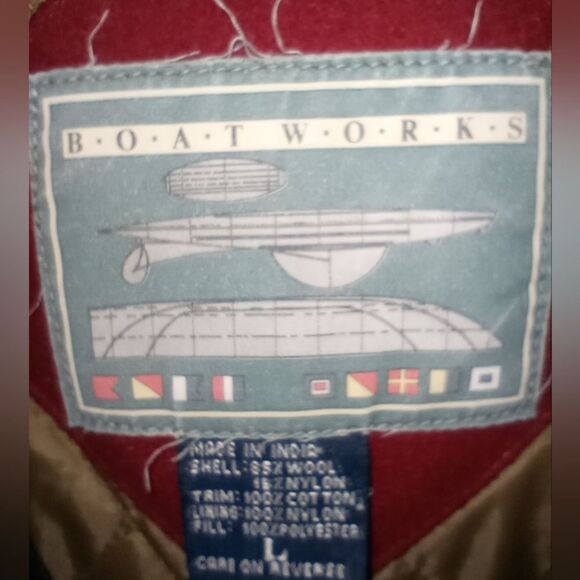 B·O·A·T W·O·R·K·S
MADE IN INDIA
SHELL: 85% WOOL
15% NYLON
TRIM: 100% COTTON
LINING: 100% NYLON
FILL: 100% POLYESTER
L
CARE ON REVERSE